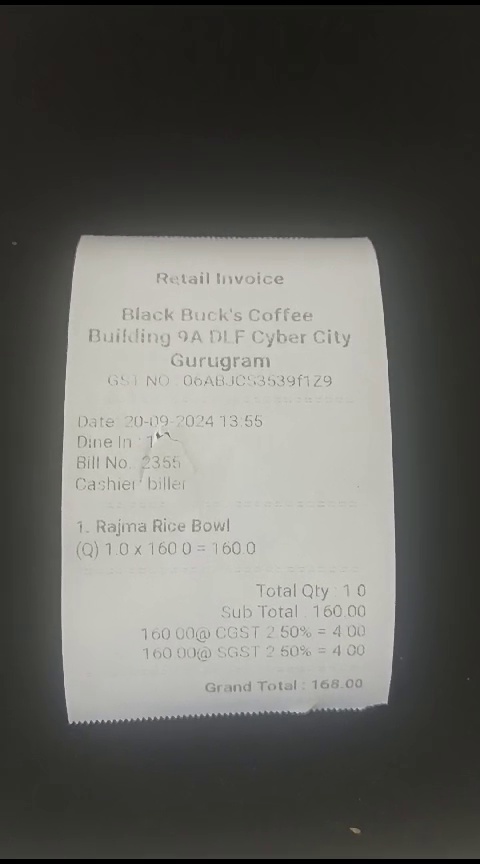 Retail Invoice
Black Buck's Coffee
Building 9A DLF Cyber City
Gurugram
GST NO : 06ABJCS3539f1Z9
Date: 20-09-2024 13:55
Dine In : 1
Bill No.: 2355
Cashier: biller
1. Rajma Rice Bowl
(Q) 1.0 x 160.0 = 160.0
Total Qty : 1.0
Sub Total : 160.00
160.00@ CGST 2.50% = 4.00
160.00@ SGST 2.50% = 4.00
Grand Total : 168.00